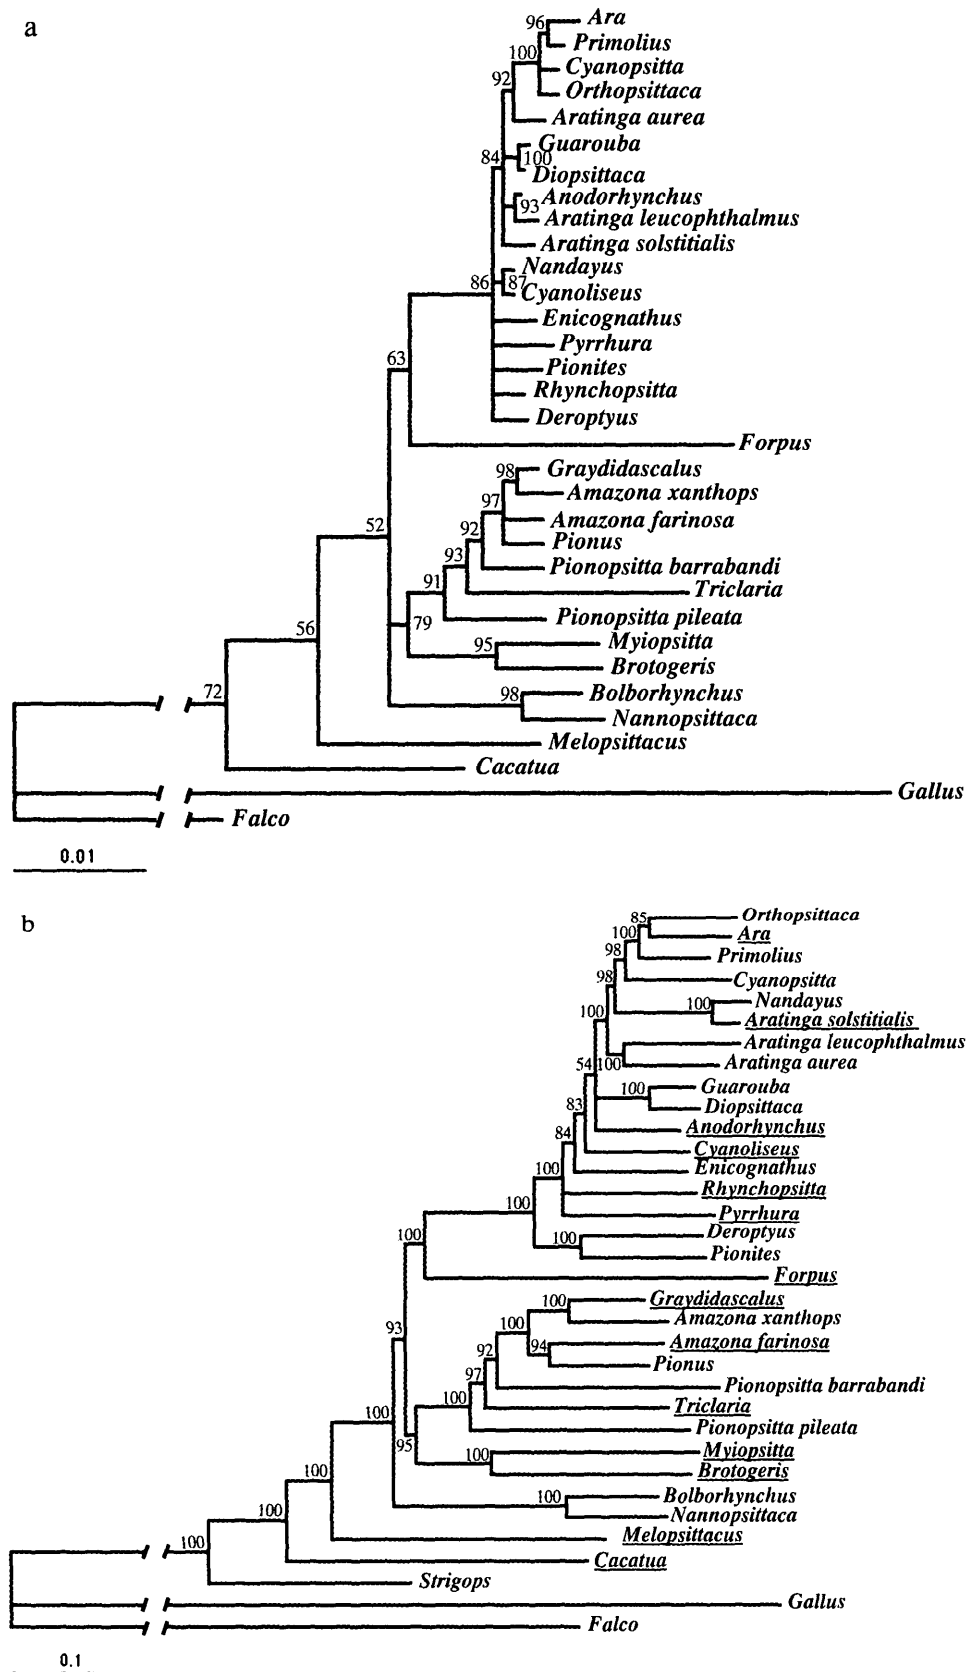 a
96
Ara
Primolius
100
Cyanopsitta
92
Orthopsittaca
Aratinga aurea
Guarouba
84
100
Diopsittaca
Anodorhynchus
93
Aratinga leucophthalmus
Aratinga solstitialis
Nandayus
86
87
Cyanoliseus
Enicognathus
Pyrrhura
63
Pionites
Rhynchopsitta
Deroptyus
Forpus
98
Graydidascalus
Amazona xanthops
97
Amazona farinosa
52
92
Pionus
93
Pionopsitta barrabandi
91
Triclaria
79
Pionopsitta pileata
56
95
Myiopsitta
Brotogeris
72
98
Bolborhynchus
Nannopsittaca
Melopsittacus
Cacatua
Gallus
Falco
0.01
b
85
Orthopsittaca
100
Ara
98
Primolius
98
Cyanopsitta
100
Nandayus
100
Aratinga solstitialis
Aratinga leucophthalmus
54
100
Aratinga aurea
100
Guarouba
83
Diopsittaca
Anodorhynchus
84
Cyanoliseus
100
Enicognathus
Rhynchopsitta
100
Pyrrhura
100
Deroptyus
100
Pionites
Forpus
100
Graydidascalus
100
Amazona xanthops
93
94
Amazona farinosa
92
Pionus
97
Pionopsitta barrabandi
100
Triclaria
100
Pionopsitta pileata
95
100
Myiopsitta
100
Brotogeris
100
Bolborhynchus
100
Nannopsittaca
Melopsittacus
100
Cacatua
Strigops
Gallus
Falco
0.1